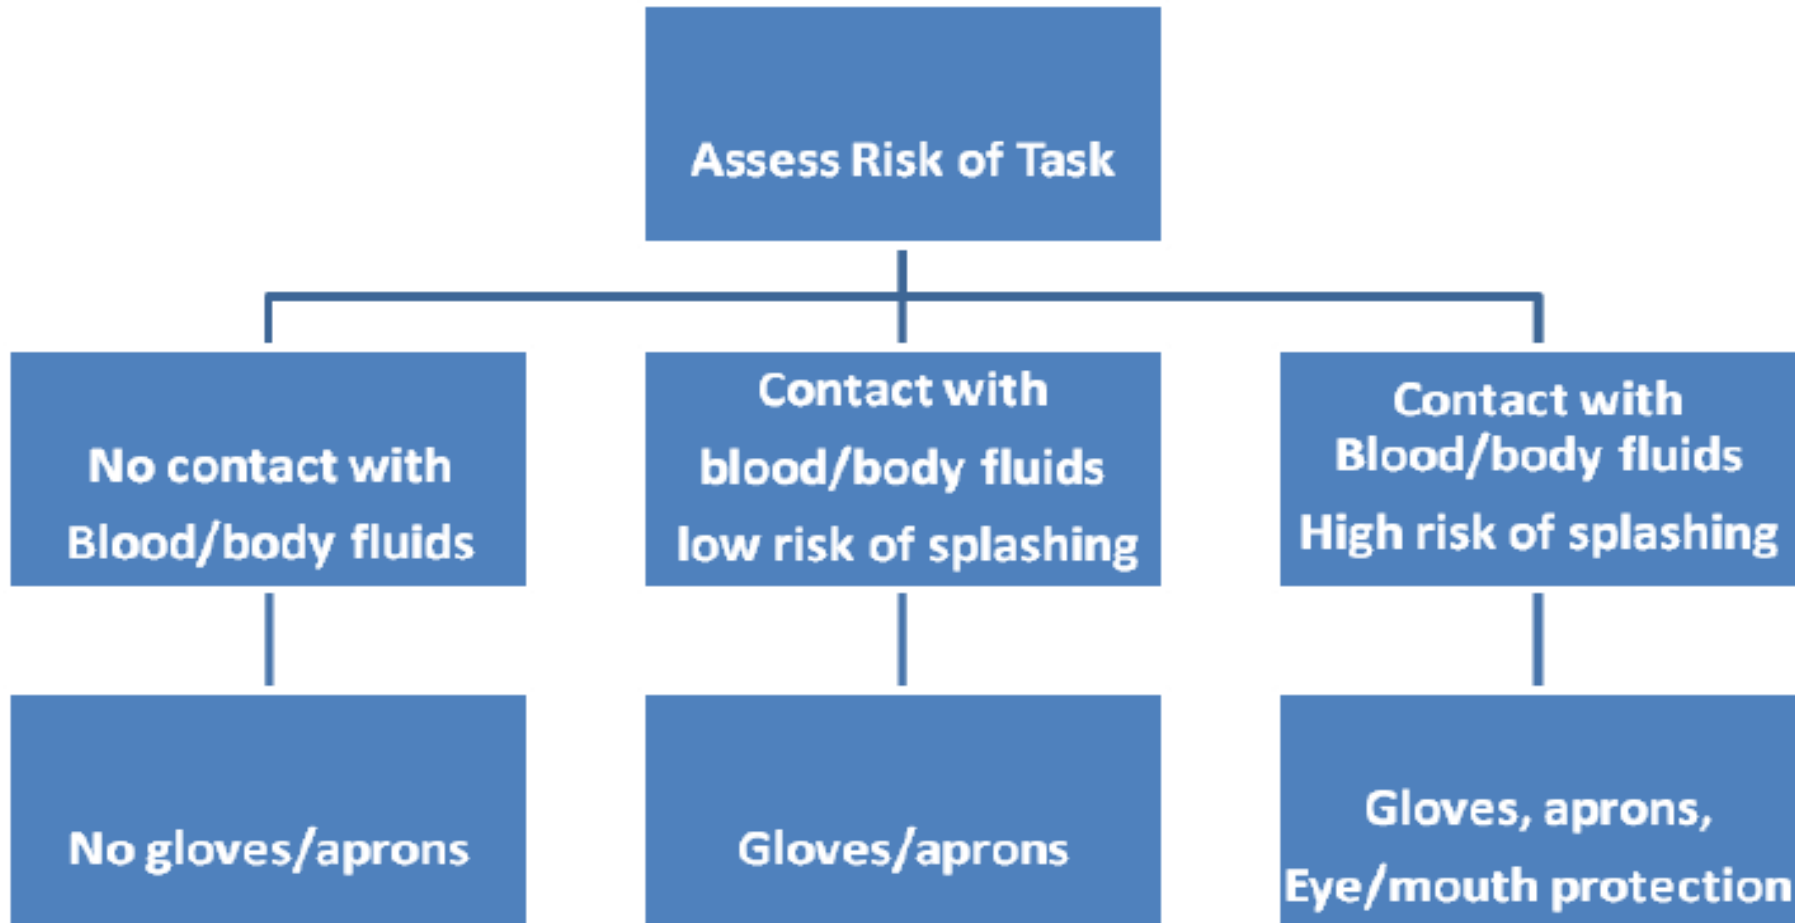 Assess Risk of Task
No contact with
Blood/body fluids
Contact with
blood/body fluids
low risk of splashing
Contact with
Blood/body fluids
High risk of splashing
No gloves/aprons
Gloves/aprons
Gloves, aprons,
Eye/mouth protection